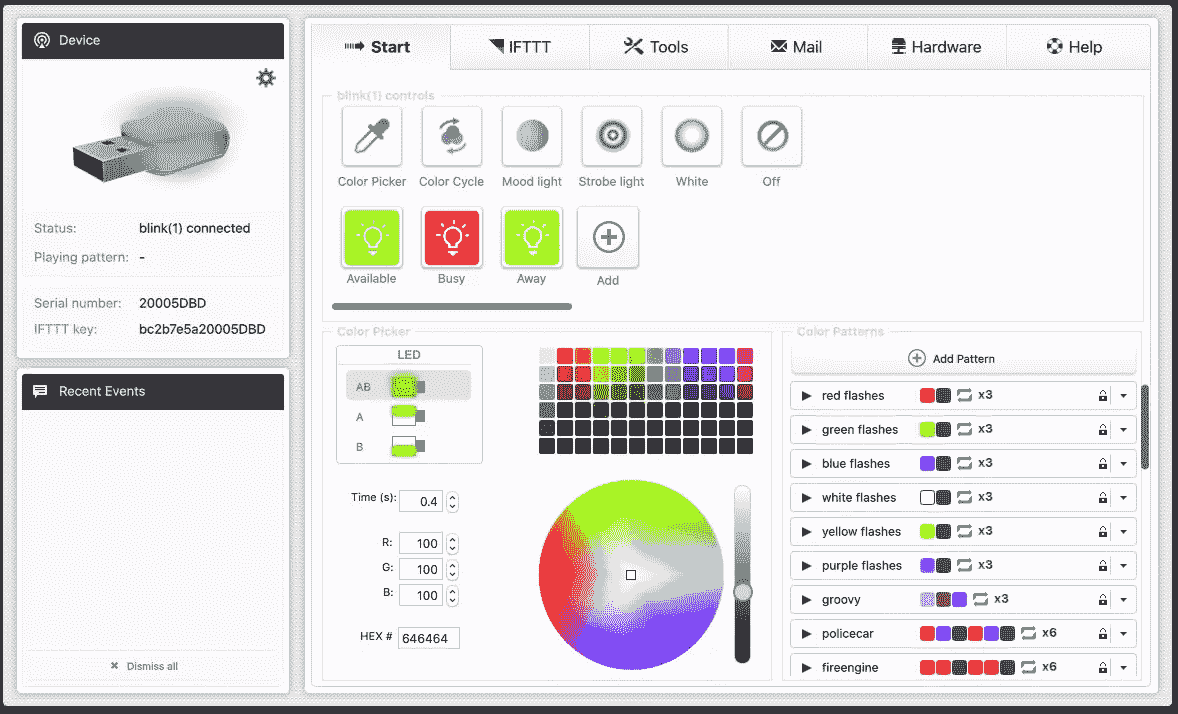 Device
Status: blink(1) connected
Playing pattern: -
Serial number: 20005DBD
IFTTT key: bc2b7e5a20005DBD
Recent Events
Dismiss all
Start
IFTTT
Tools
Mail
Hardware
Help
blink(1) controls
Color Picker
Color Cycle
Mood light
Strobe light
White
Off
Available
Busy
Away
Add
Color Picker
LED
AB
A
B
Time (s): 0.4
R: 100
G: 100
B: 100
HEX # 646464
Color Patterns
Add Pattern
red flashes x3
green flashes x3
blue flashes x3
white flashes x3
yellow flashes x3
purple flashes x3
groovy x3
policecar x6
fireengine x6